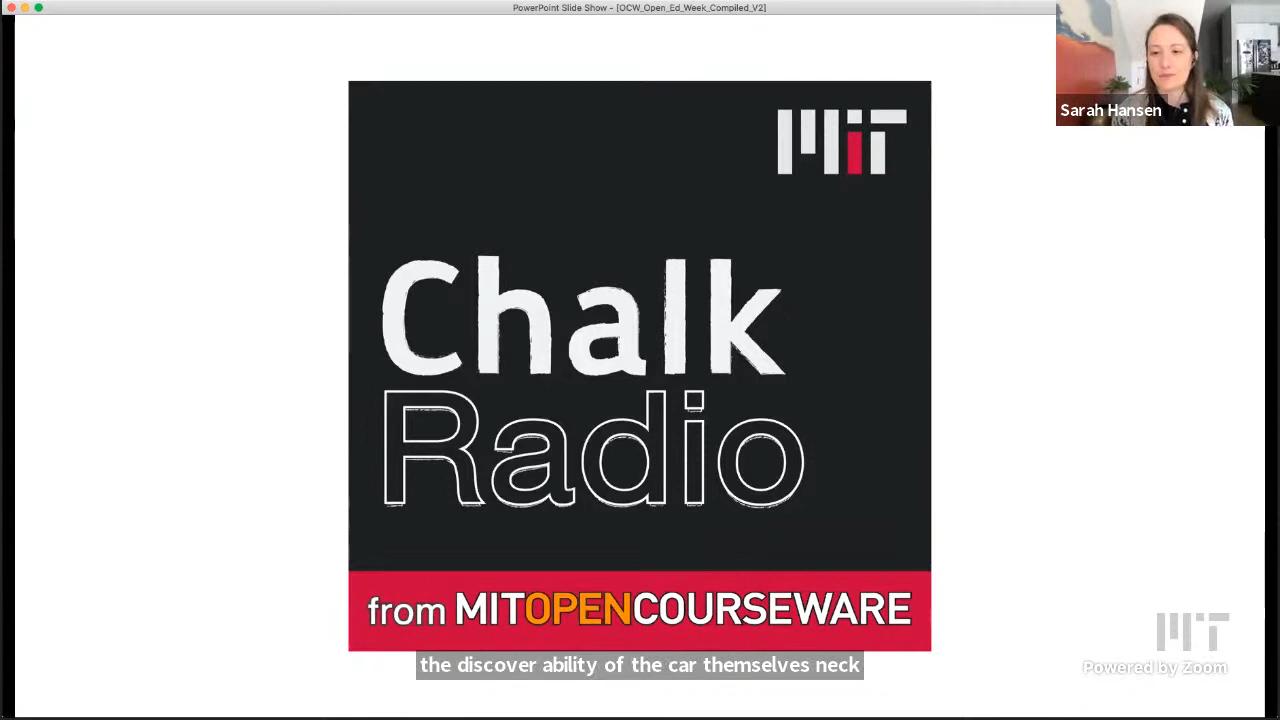 PowerPoint Slide Show - [OCW_Open_Ed_Week_Compiled_V2]
Sarah Hansen
MIT
Chalk
Radio
from MITOPENCOURSEWARE
the discover ability of the car themselves neck
MIT
Powered by Zoom